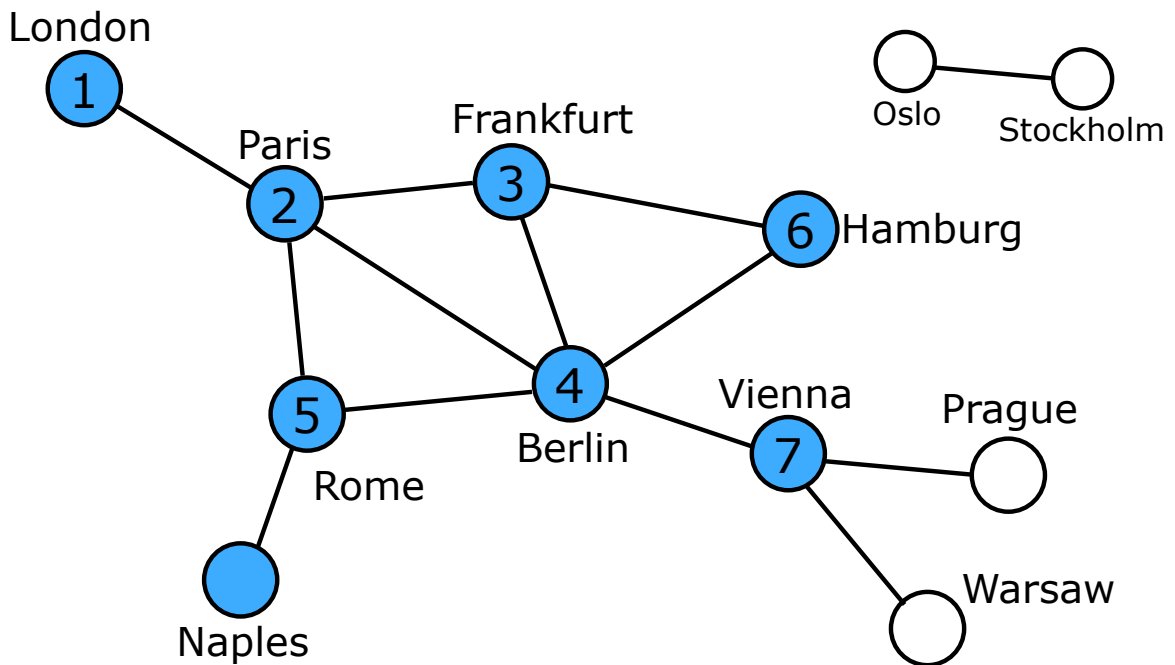 London
1
Oslo
Stockholm
Frankfurt
Paris
3
2
6
Hamburg
4
Vienna
Prague
5
7
Berlin
Rome
Warsaw
Naples